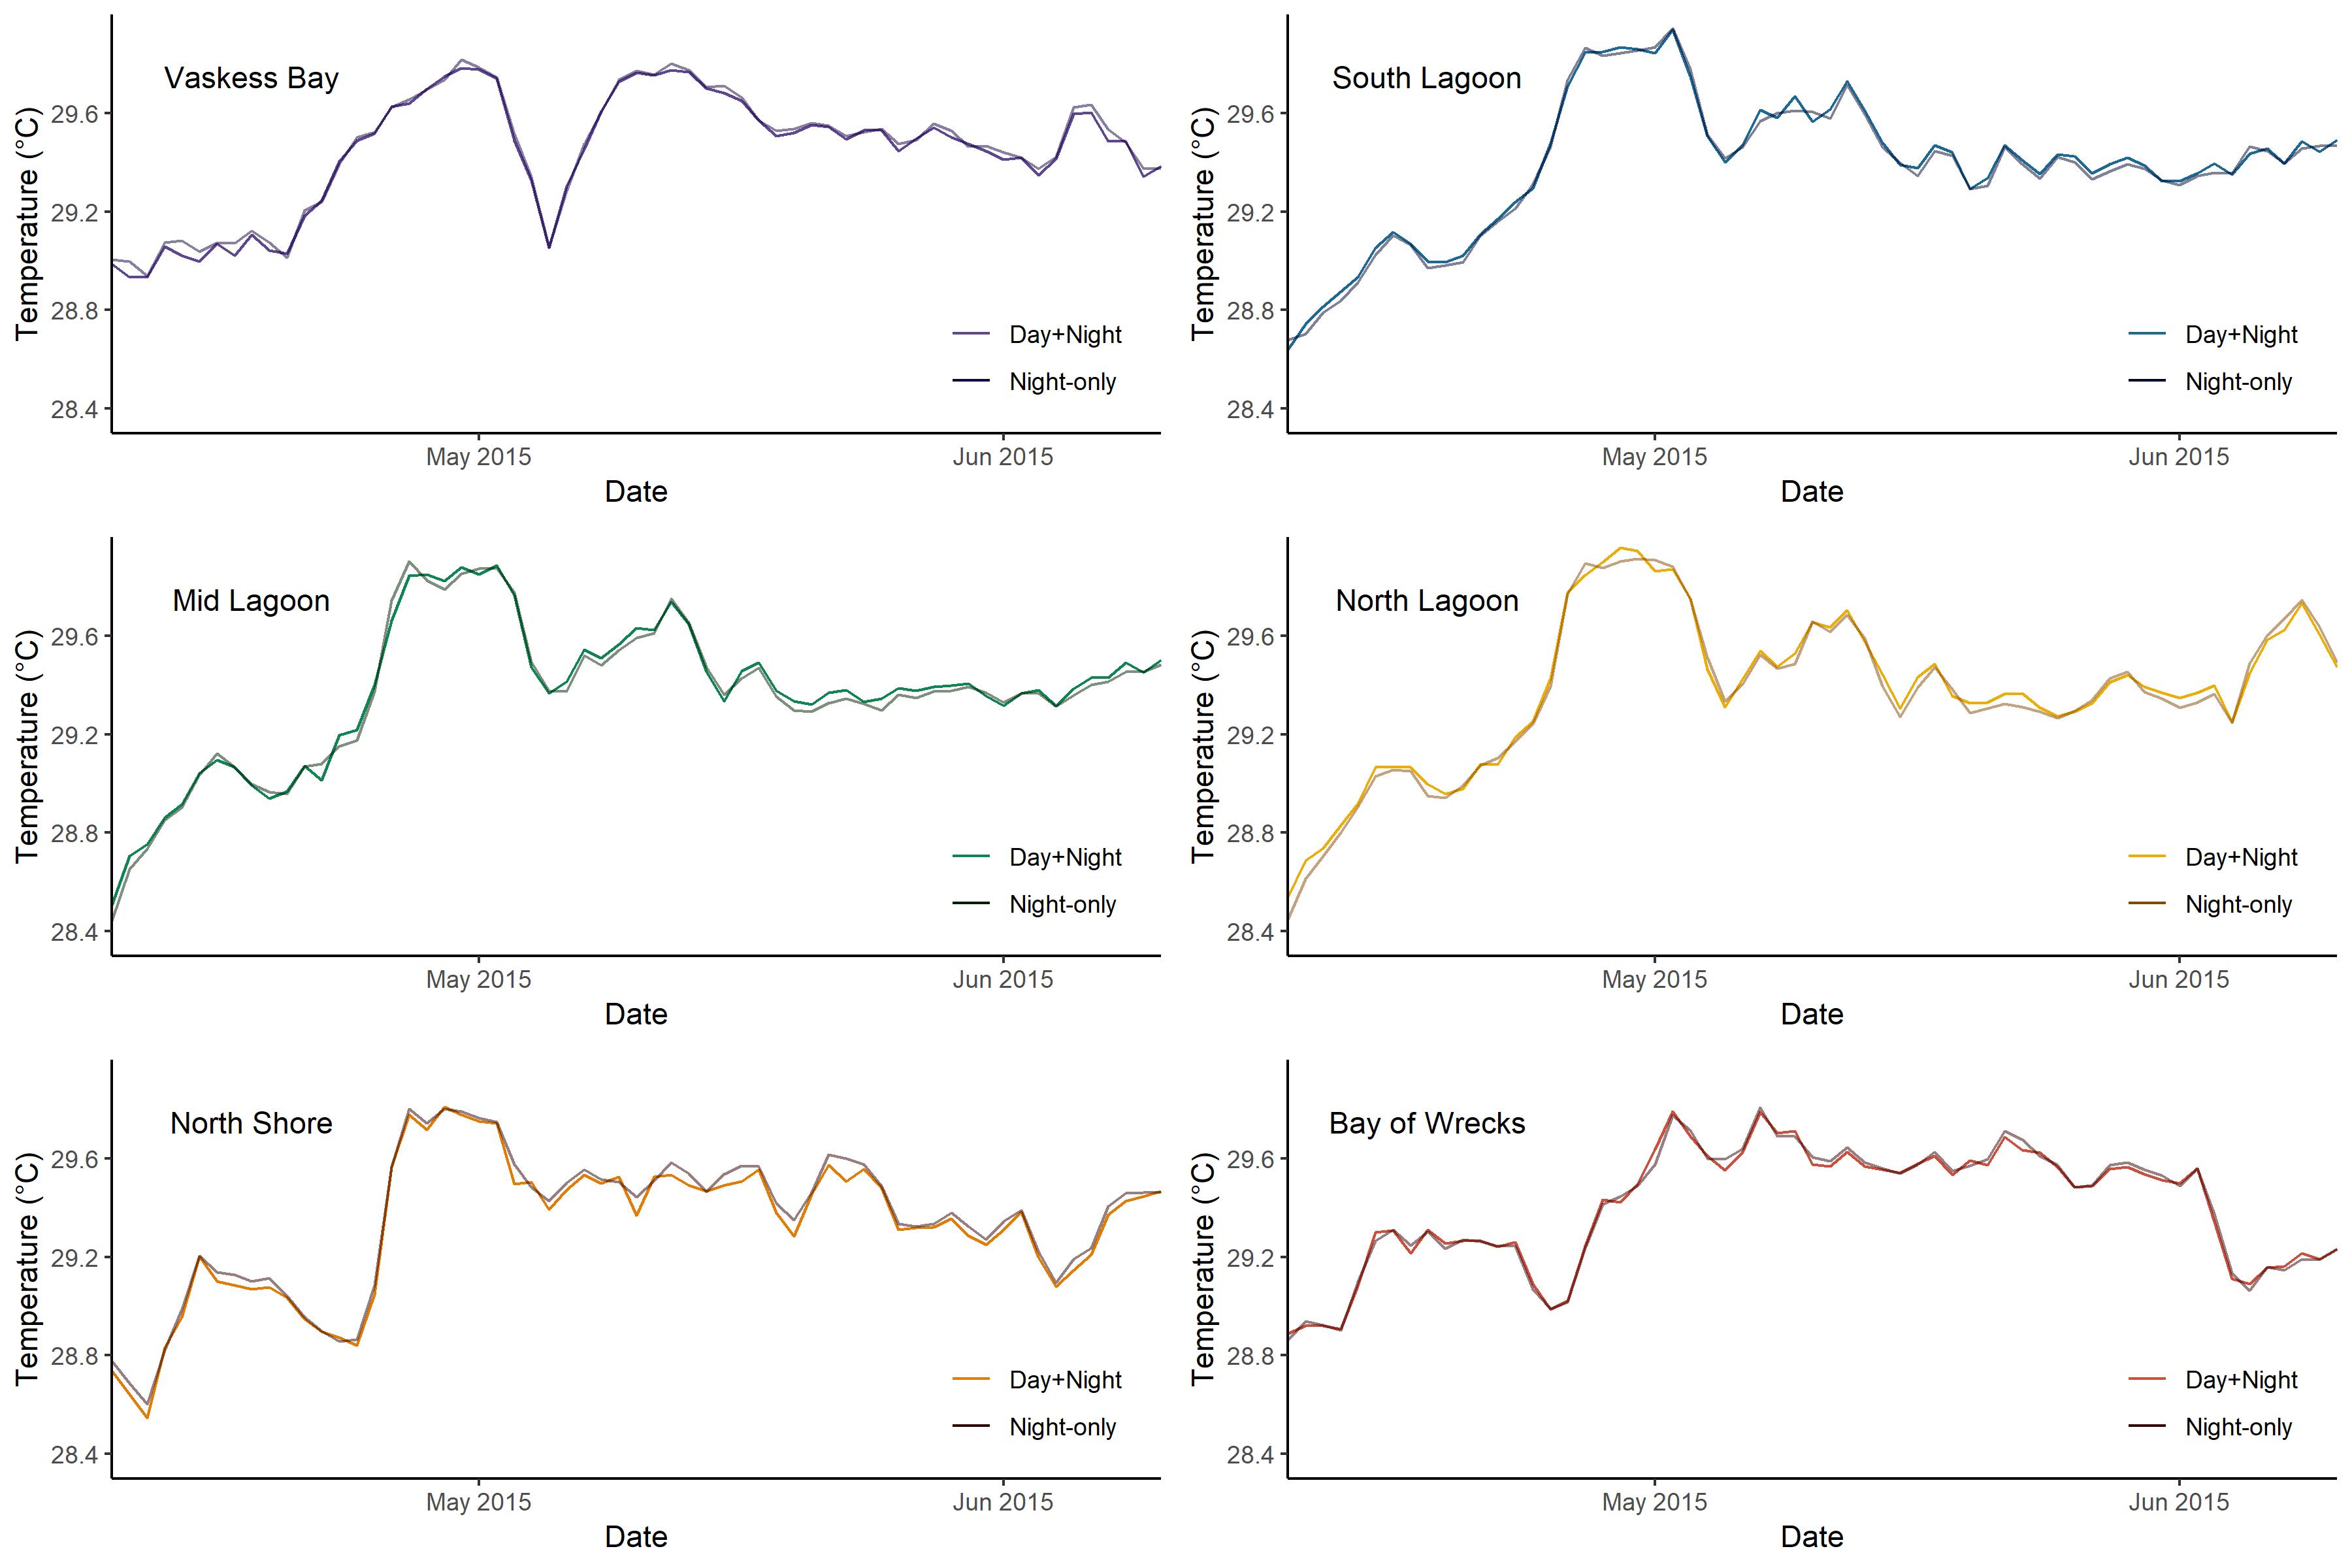 Vaskess Bay
Temperature (°C)
29.6
29.2
28.8
28.4
Day+Night
Night-only
May 2015
Jun 2015
Date
South Lagoon
Temperature (°C)
29.6
29.2
28.8
28.4
Day+Night
Night-only
May 2015
Jun 2015
Date
Mid Lagoon
Temperature (°C)
29.6
29.2
28.8
28.4
Day+Night
Night-only
May 2015
Jun 2015
Date
North Lagoon
Temperature (°C)
29.6
29.2
28.8
28.4
Day+Night
Night-only
May 2015
Jun 2015
Date
North Shore
Temperature (°C)
29.6
29.2
28.8
28.4
Day+Night
Night-only
May 2015
Jun 2015
Date
Bay of Wrecks
Temperature (°C)
29.6
29.2
28.8
28.4
Day+Night
Night-only
May 2015
Jun 2015
Date